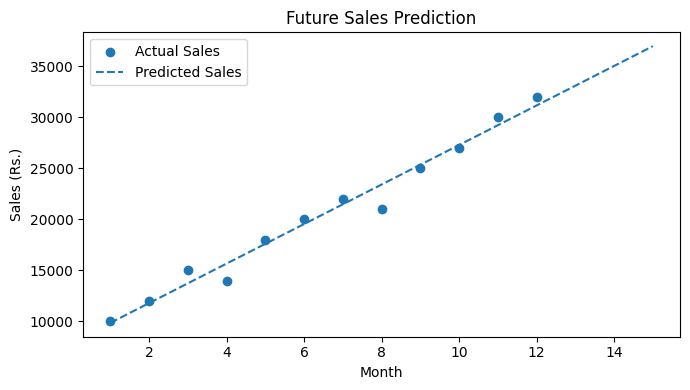 Future Sales Prediction
Actual Sales
Predicted Sales
35000
30000
25000
20000
15000
10000
Sales (Rs.)
2 4 6 8 10 12 14
Month